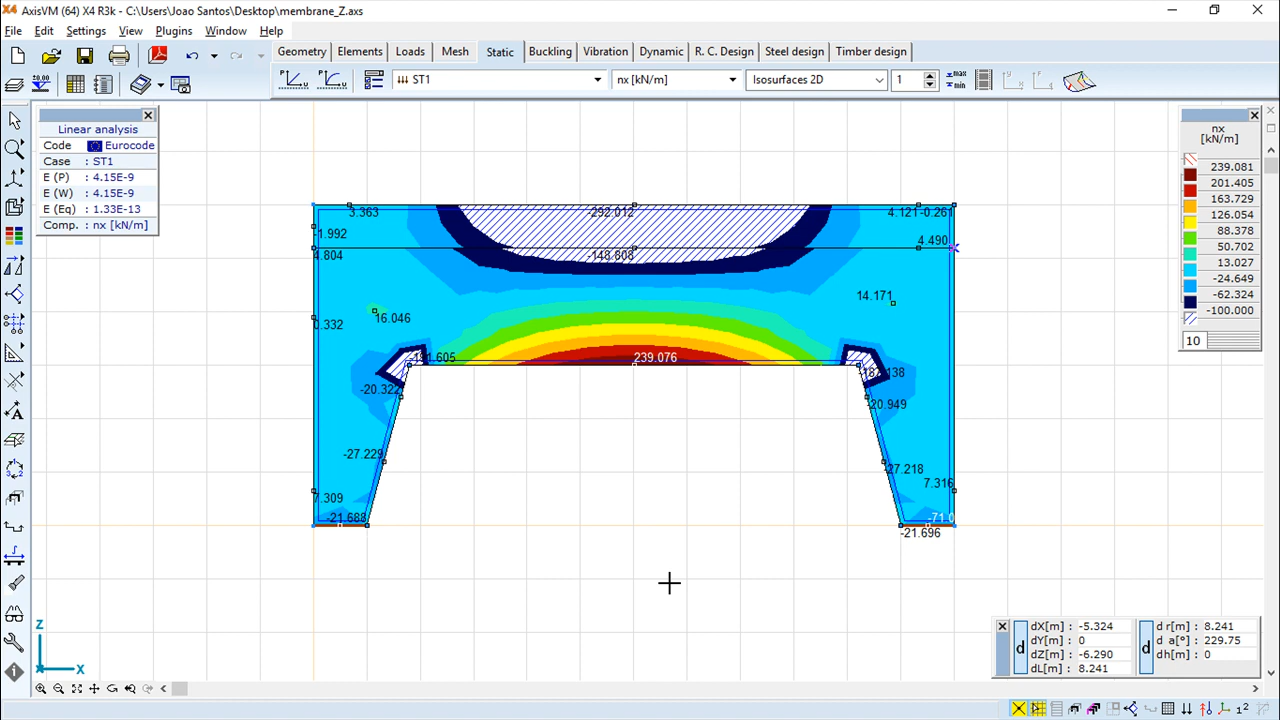 AxisVM (64) X4 R3k - C:\Users\Joao Santos\Desktop\membrane_Z.axs
File Edit Settings View Plugins Window Help
Geometry Elements Loads Mesh Static Buckling Vibration Dynamic R. C. Design Steel design Timber design
ST1 nx [kN/m] Isosurfaces 2D 1
Linear analysis
Code : Eurocode
Case : ST1
E (P) : 4.15E-9
E (W) : 4.15E-9
E (Eq) : 1.33E-13
Comp. : nx [kN/m]
nx
[kN/m]
239.081
201.405
163.729
126.054
88.378
50.702
13.027
-24.649
-62.324
-100.000
10
3.363 -292.012 4.121 -0.261
-1.992 4.490
4.804 -148.808
14.171
0.332 16.046
239.076
-20.322
-20.949
-27.229 -27.218
7.309 7.316
-21.688 -71.0
-21.696
Z
X
dX[m] : -5.324
dY[m] : 0
dZ[m] : -6.290
dL[m] : 8.241
d
d r[m] : 8.241
d a[°] : 229.75
dh[m] : 0
d